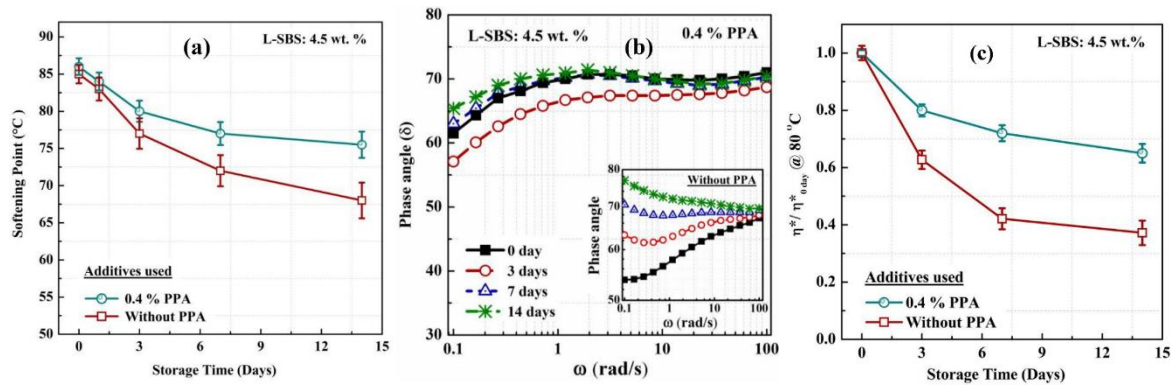 (a)
L-SBS: 4.5 wt. %
Softening Point (°C)
90
85
80
75
70
65
60
55
50
Additives used
0.4 % PPA
Without PPA
0
3
6
9
12
15
Storage Time (Days)
L-SBS: 4.5 wt. %
(b)
0.4 % PPA
Phase angle (δ)
80
70
60
50
40
30
0 day
3 days
7 days
14 days
Without PPA
Phase angle
80
70
60
50
0.1
1
10
100
ω (rad/s)
0.1
1
10
100
ω (rad/s)
L-SBS: 4.5 wt.%
(c)
η*/ η*0 day @ 80 °C
1.0
0.8
0.6
0.4
0.2
0.0
Additives used
0.4 % PPA
Without PPA
0
3
6
9
12
15
Storage Time (Days)